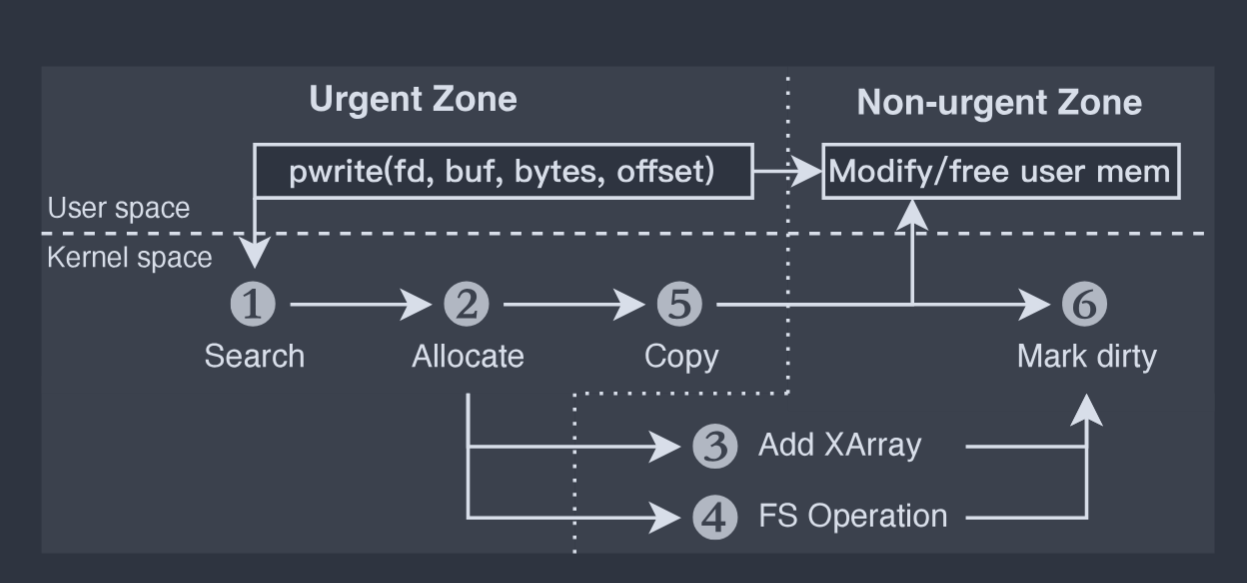 Urgent Zone
Non-urgent Zone
pwrite(fd, buf, bytes, offset)
Modify/free user mem
User space
Kernel space
1
2
5
6
Search
Allocate
Copy
Mark dirty
3 Add XArray
4 FS Operation